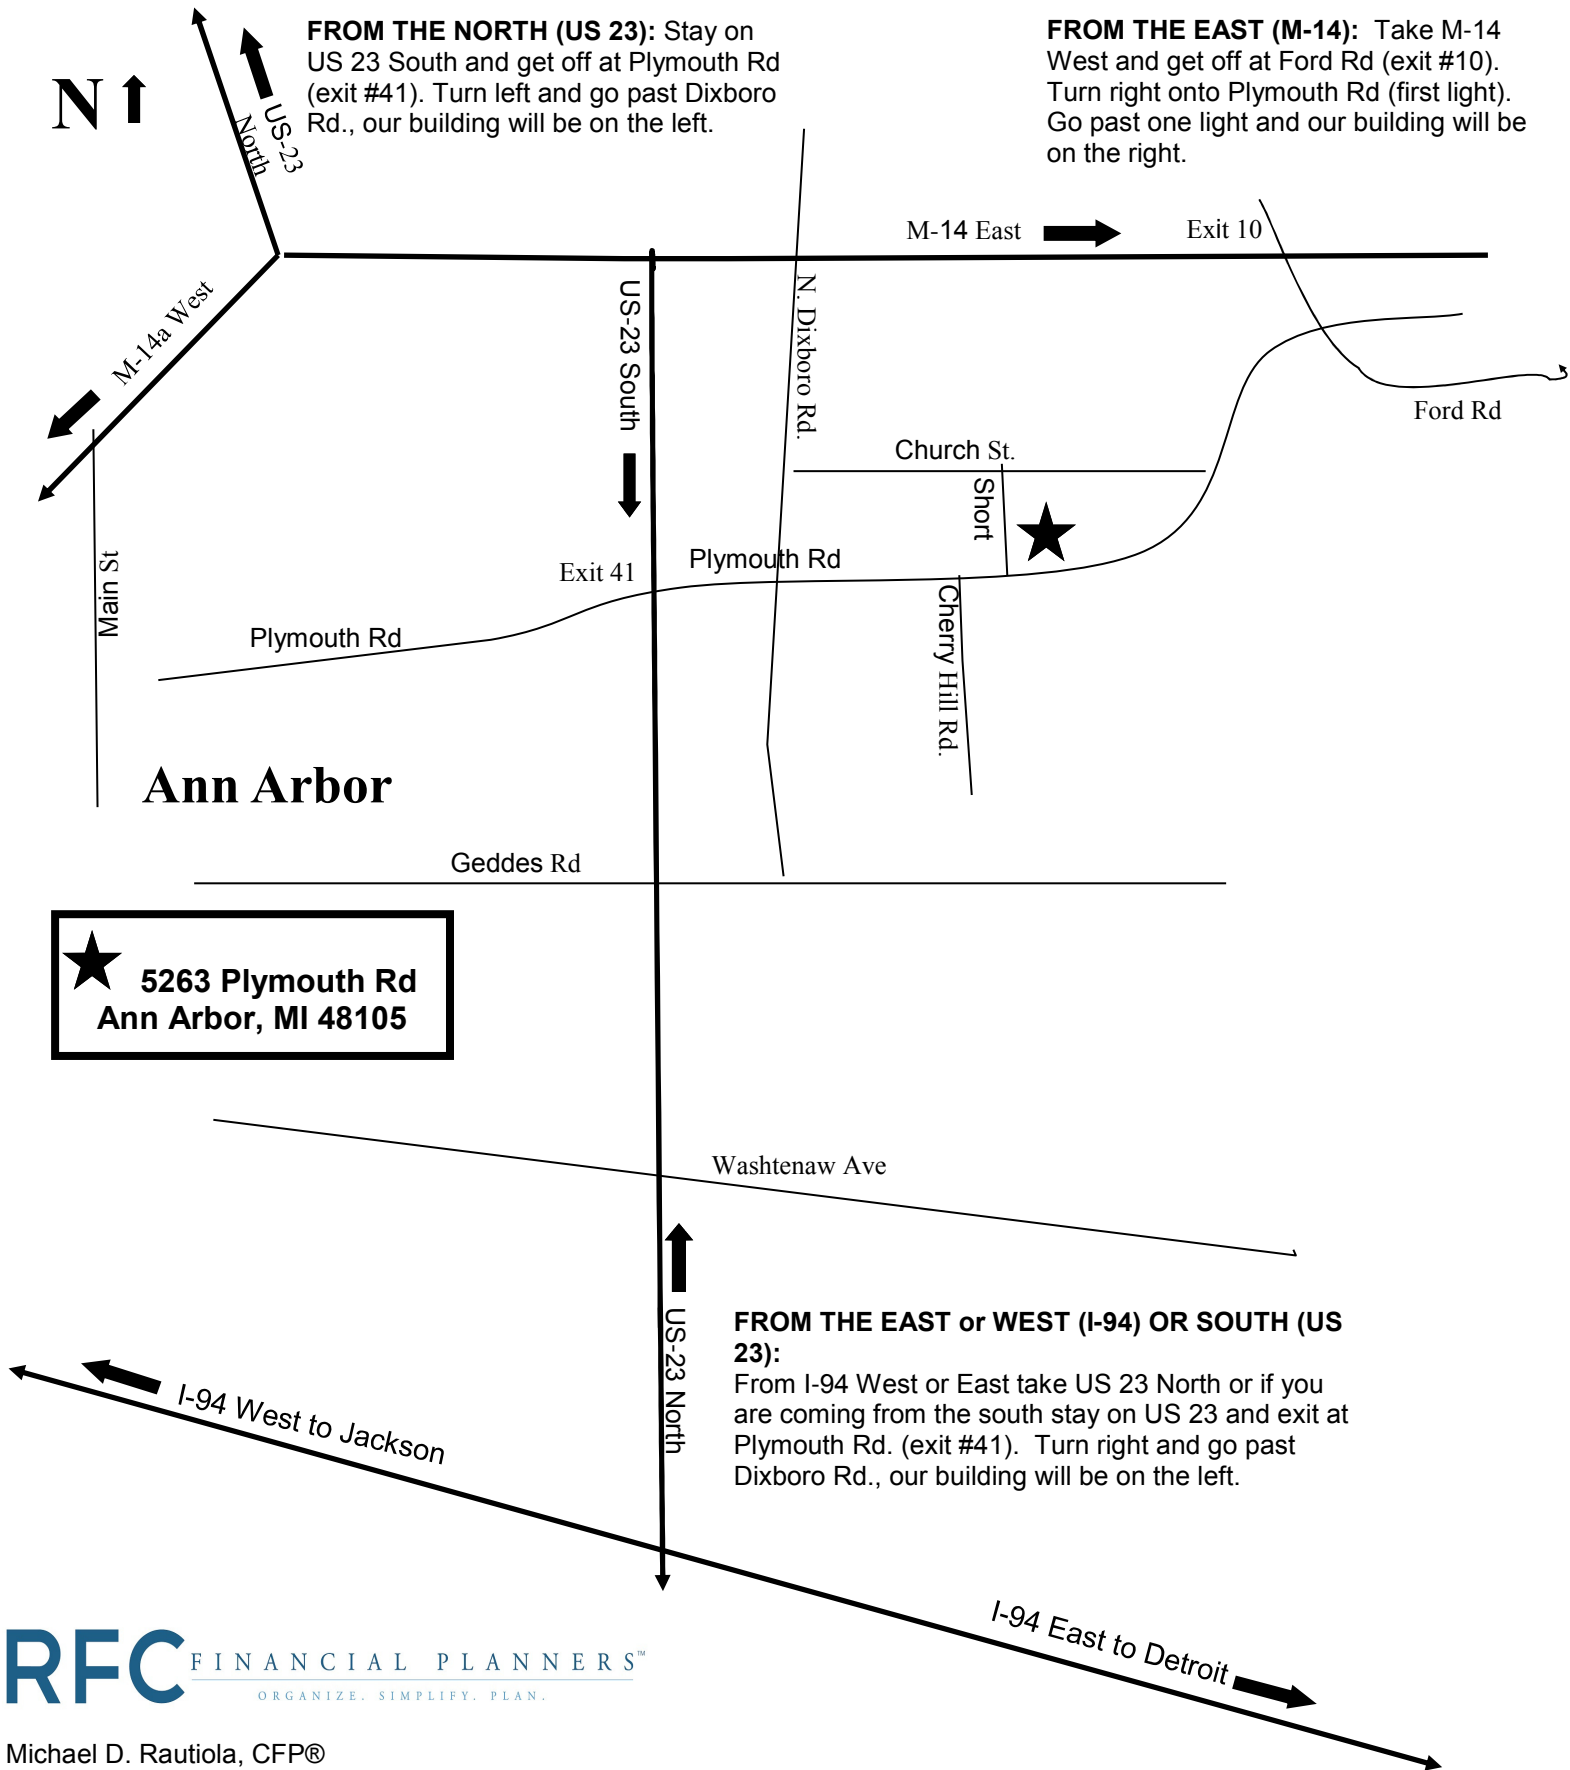 FROM THE NORTH (US 23): Stay on
US 23 South and get off at Plymouth Rd
(exit #41). Turn left and go past Dixboro
Rd., our building will be on the left.
FROM THE EAST (M-14): Take M-14
West and get off at Ford Rd (exit #10).
Turn right onto Plymouth Rd (first light).
Go past one light and our building will be
on the right.
N
US-23
North
M-14 East
Exit 10
M-14a West
US-23 South
N. Dixboro Rd.
Ford Rd
Church St.
Short
Main St
Exit 41
Plymouth Rd
Plymouth Rd
Cherry Hill Rd.
Ann Arbor
Geddes Rd
5263 Plymouth Rd
Ann Arbor, MI 48105
Washtenaw Ave
US-23 North
FROM THE EAST or WEST (I-94) OR SOUTH (US
23):
From I-94 West or East take US 23 North or if you
are coming from the south stay on US 23 and exit at
Plymouth Rd. (exit #41). Turn right and go past
Dixboro Rd., our building will be on the left.
I-94 West to Jackson
I-94 East to Detroit
RFC FINANCIAL PLANNERS™
ORGANIZE. SIMPLIFY. PLAN.
Michael D. Rautiola, CFP®